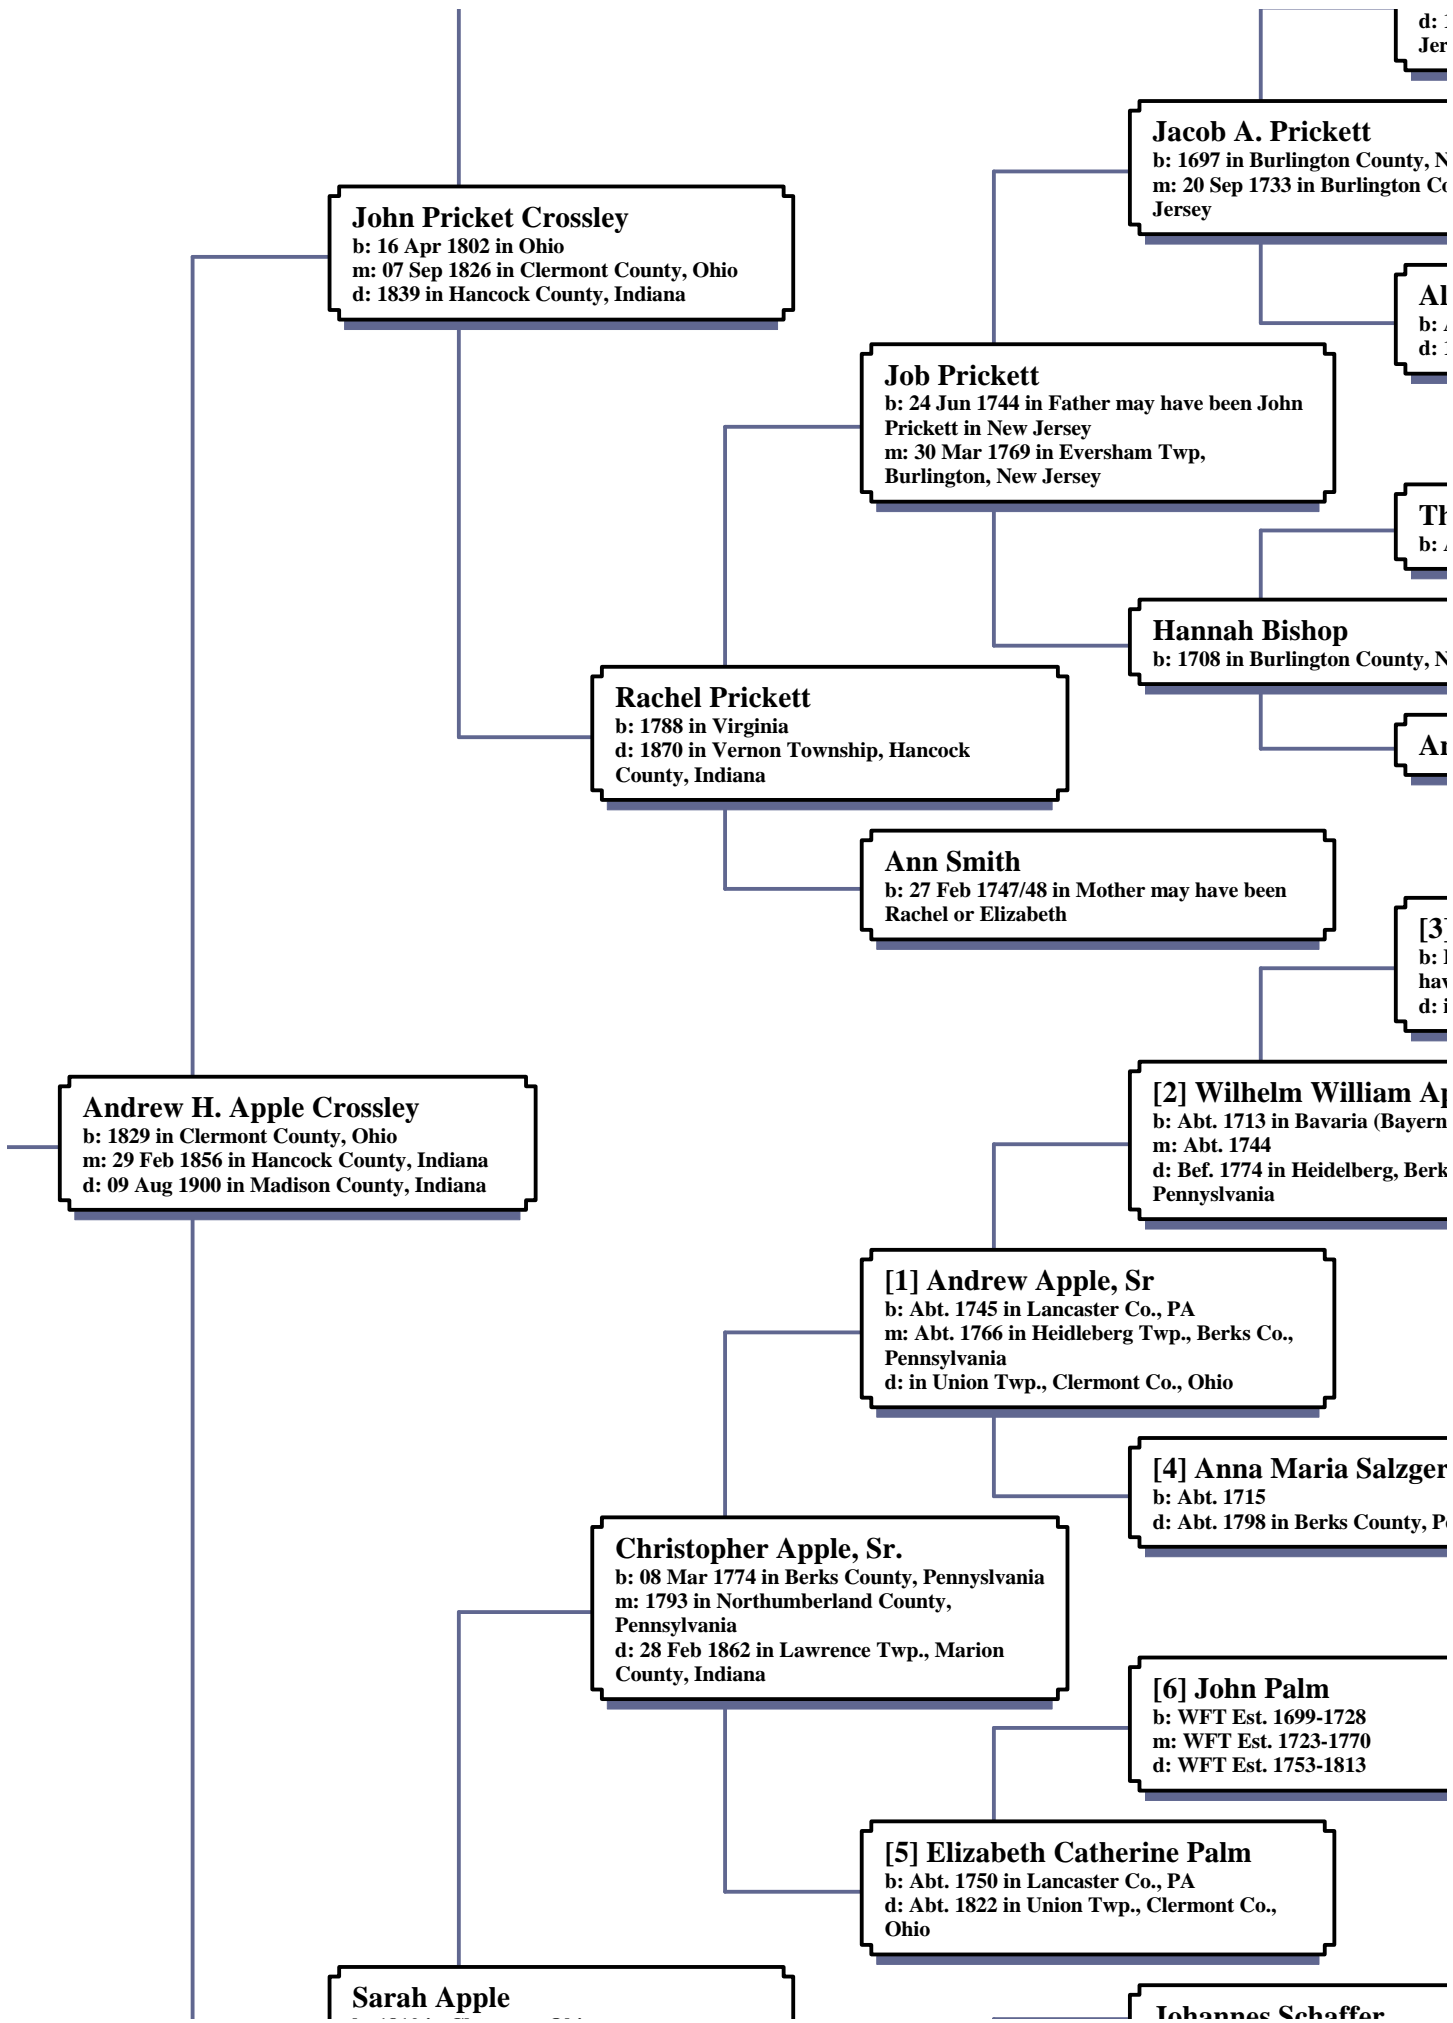 d:
Jer
Jacob A. Prickett
b: 1697 in Burlington County,
m: 20 Sep 1733 in Burlington
Jersey
John Pricket Crossley
b: 16 Apr 1802 in Ohio
m: 07 Sep 1826 in Clermont County, Ohio
d: 1839 in Hancock County, Indiana
b:
d:
Job Prickett
b: 24 Jun 1744 in Father may have been John
Prickett in New Jersey
m: 30 Mar 1769 in Eversham Twp,
Burlington, New Jersey
b:
Hannah Bishop
b: 1708 in Burlington County,
Rachel Prickett
b: 1788 in Virginia
d: 1870 in Vernon Township, Hancock
County, Indiana
Ann Smith
b: 27 Feb 1747/48 in Mother may have been
Rachel or Elizabeth
[3]
b:
d:
[2] Wilhelm William
b: Abt. 1713 in Bavaria (Bayern
m: Abt. 1744
d: Bef. 1774 in Heidelberg, Berk
Pennyslvania
Andrew H. Apple Crossley
b: 1829 in Clermont County, Ohio
m: 29 Feb 1856 in Hancock County, Indiana
d: 09 Aug 1900 in Madison County, Indiana
[1] Andrew Apple, Sr
b: Abt. 1745 in Lancaster Co., PA
m: Abt. 1766 in Heidleberg Twp., Berks Co.,
Pennsylvania
d: in Union Twp., Clermont Co., Ohio
[4] Anna Maria Salzger
b: Abt. 1715
d: Abt. 1798 in Berks County,
Christopher Apple, Sr.
b: 08 Mar 1774 in Berks County, Pennyslvania
m: 1793 in Northumberland County,
Pennsylvania
d: 28 Feb 1862 in Lawrence Twp., Marion
County, Indiana
[6] John Palm
b: WFT Est. 1699-1728
m: WFT Est. 1723-1770
d: WFT Est. 1753-1813
[5] Elizabeth Catherine Palm
b: Abt. 1750 in Lancaster Co., PA
d: Abt. 1822 in Union Twp., Clermont Co.,
Ohio
Sarah Apple
Johannes Schaffer